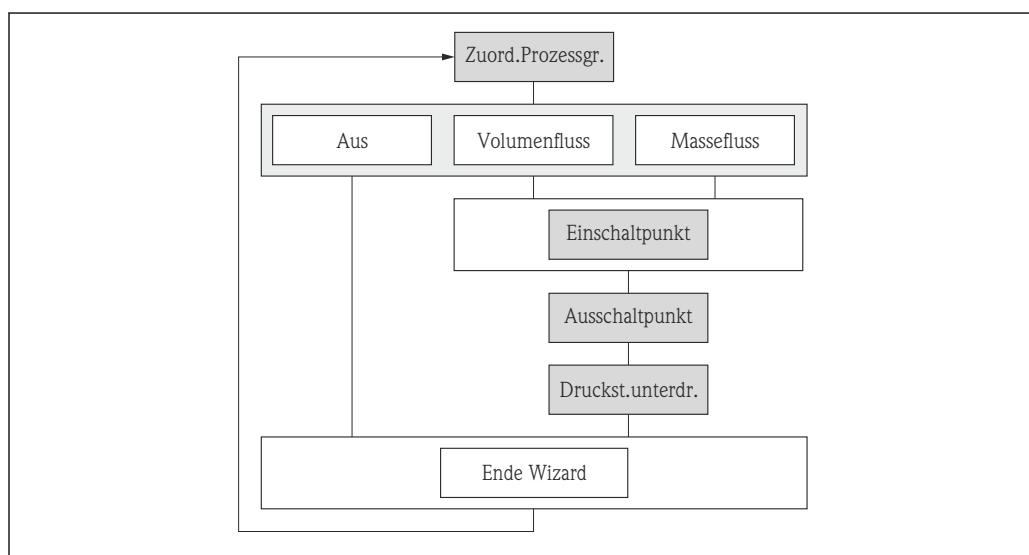 Zuord.Prozessgr.
Aus
Volumenfluss
Massefluss
Einschaltpunkt
Ausschaltpunkt
Druckst.unterdr.
Ende Wizard